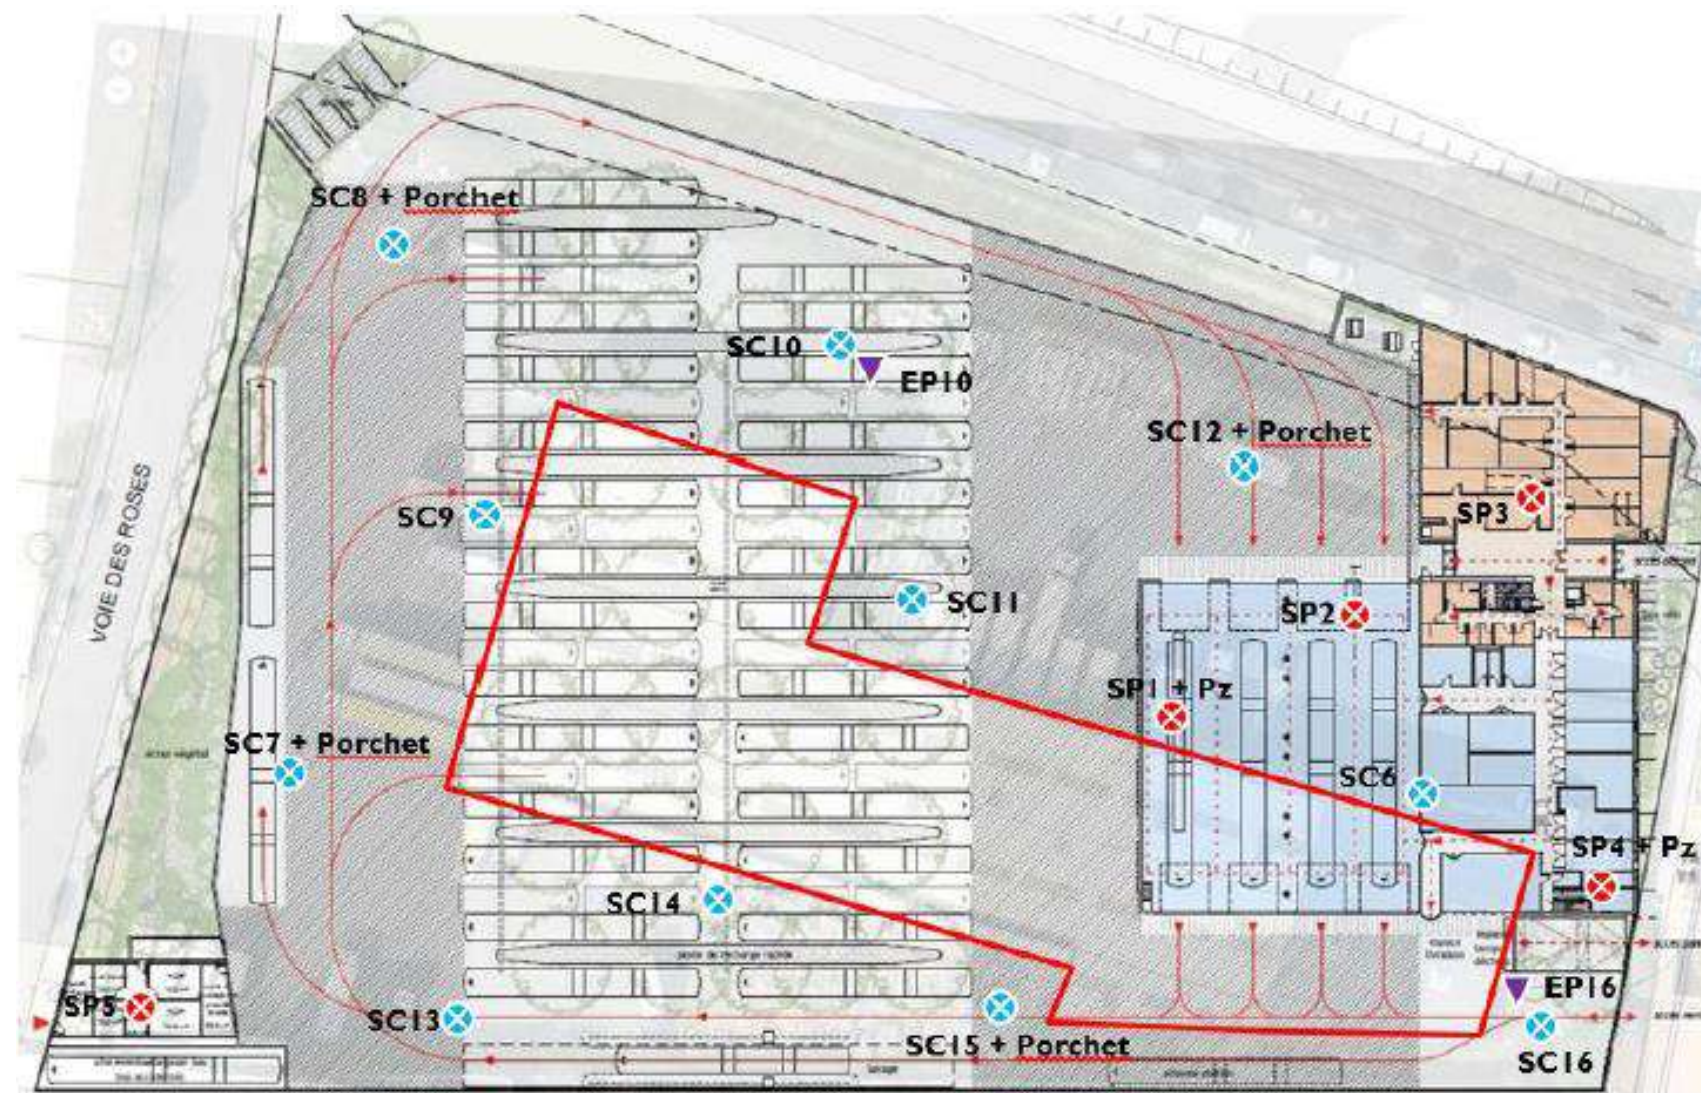 SC8 + Porchet
SC10
EP10
SC12 + Porchet
VOIE DES ROSES
SC9
SP3
SC11
SP2
SP1 + Pz
SC7 + Porchet
SC6
SP4 + Pz
SC14
SP5
SC13
EP16
SC15 + Porchet
SC16